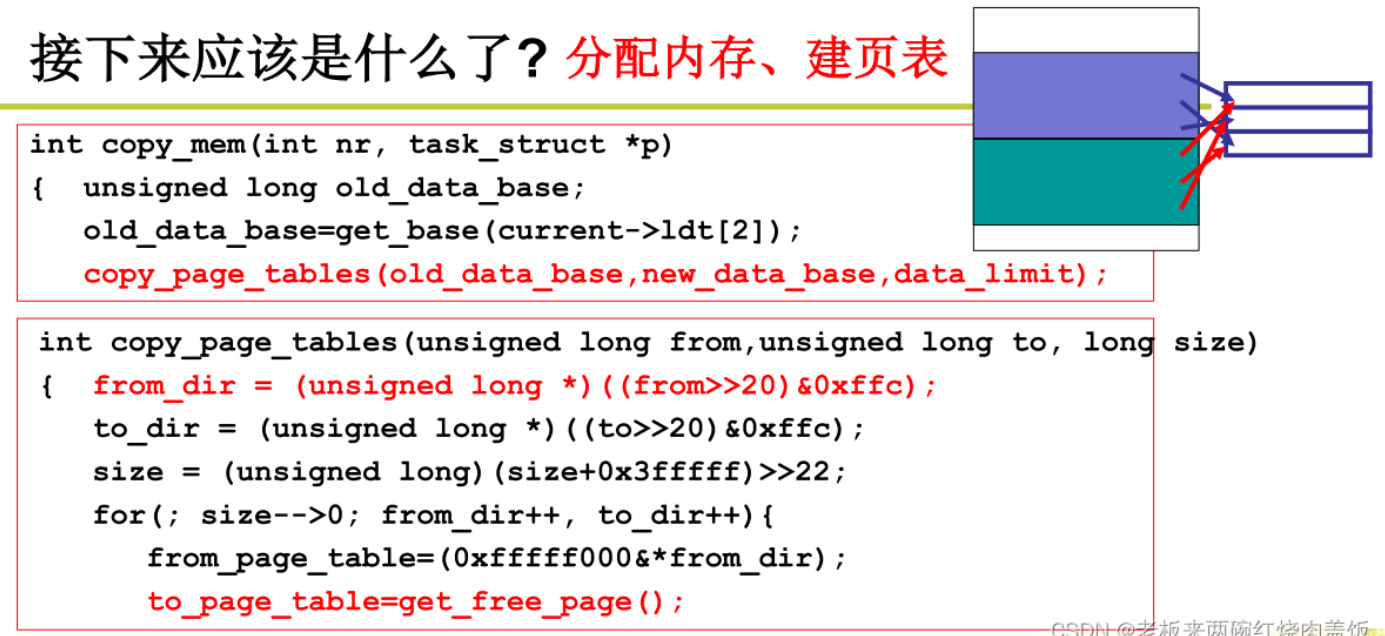 接下来应该是什么了? 分配内存、建页表
int copy_mem(int nr, task_struct *p)
{ unsigned long old_data_base;
old_data_base=get_base(current->ldt[2]);
copy_page_tables(old_data_base,new_data_base,data_limit);
int copy_page_tables(unsigned long from,unsigned long to, long size)
{ from_dir = (unsigned long *)((from>>20)&0xffc);
to_dir = (unsigned long *)((to>>20)&0xffc);
size = (unsigned long)(size+0x3fffff)>>22;
for(; size-->0; from_dir++, to_dir++){
from_page_table=(0xfffff000&*from_dir);
to_page_table=get_free_page();
CSDN @老板来两碗红烧肉盖饭